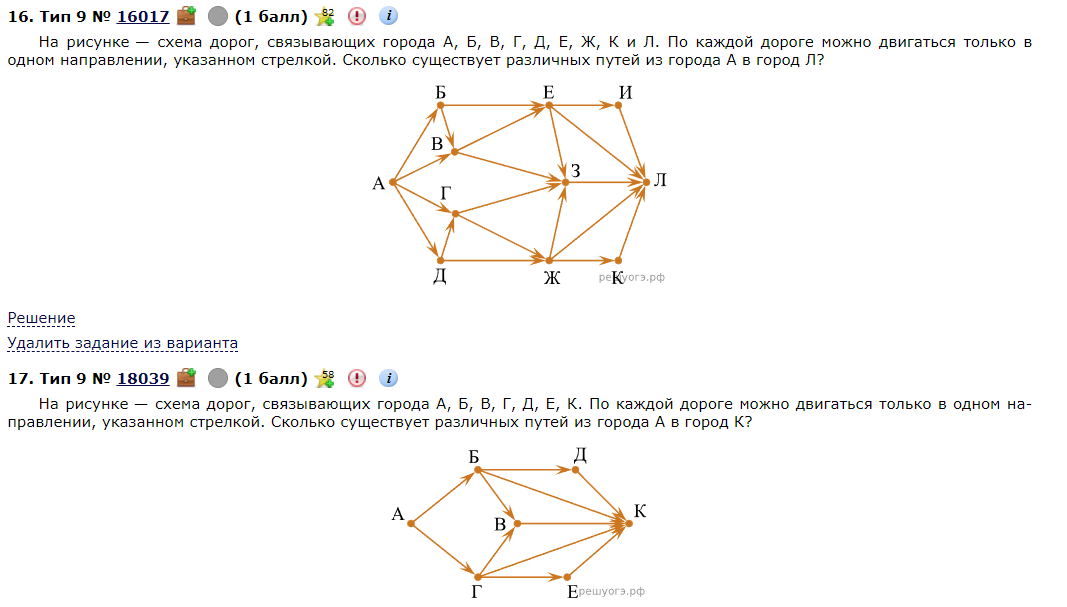 16. Тип 9 № 16017 (1 балл) 82
На рисунке — схема дорог, связывающих города А, Б, В, Г, Д, Е, Ж, К и Л. По каждой дороге можно двигаться только в
одном направлении, указанном стрелкой. Сколько существует различных путей из города А в город Л?
Б Е И
В
З
А Л
Г
Д Ж К
решуогэ.рф
Решение
Удалить задание из варианта
17. Тип 9 № 18039 (1 балл) 58
На рисунке — схема дорог, связывающих города А, Б, В, Г, Д, Е, К. По каждой дороге можно двигаться только в одном на-
правлении, указанном стрелкой. Сколько существует различных путей из города А в город К?
Б Д
А К
В
Г Е
решуогэ.рф